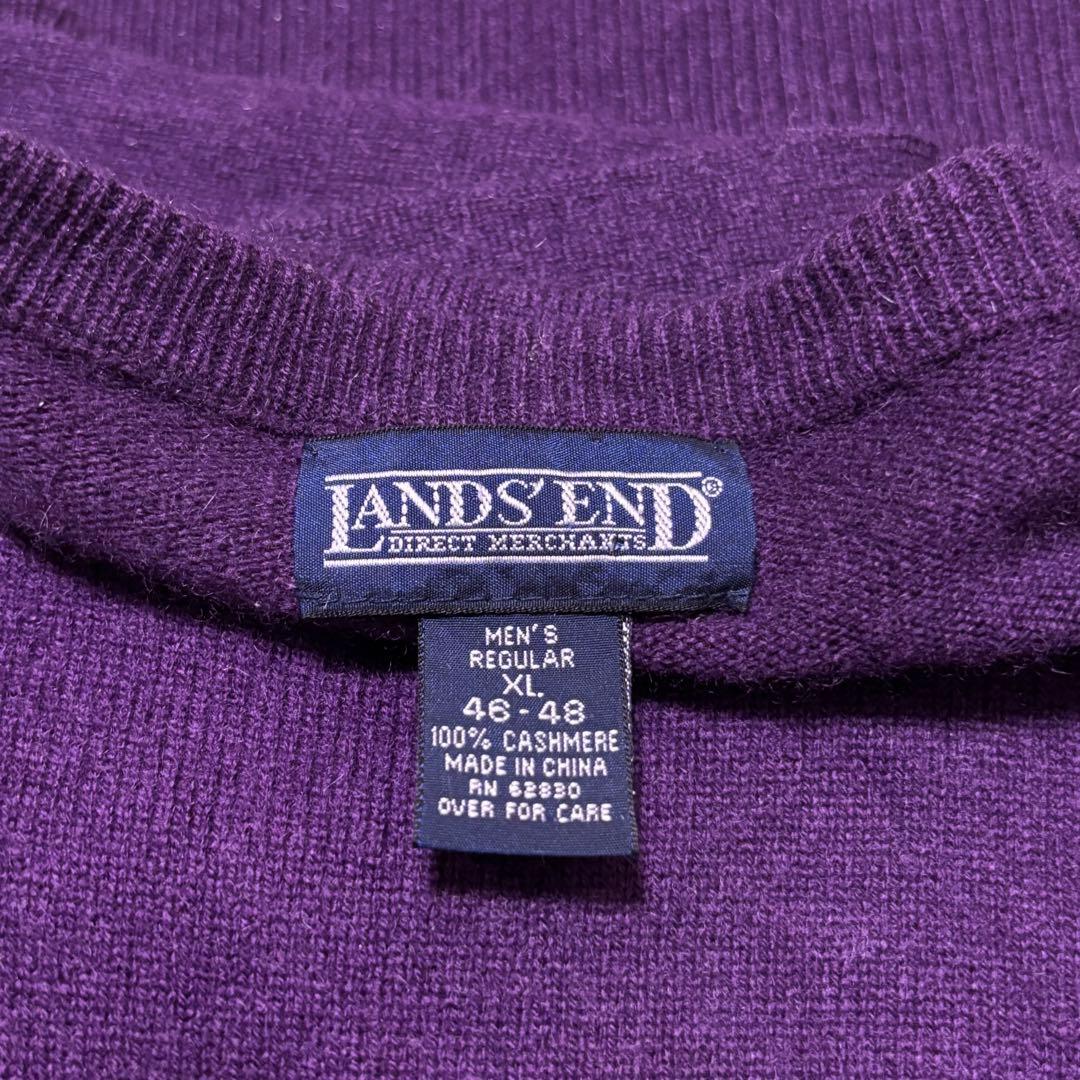 LANDS' END®
DIRECT MERCHANTS
MEN'S
REGULAR
XL
46-48
100% CASHMERE
MADE IN CHINA
RN 62830
OVER FOR CARE